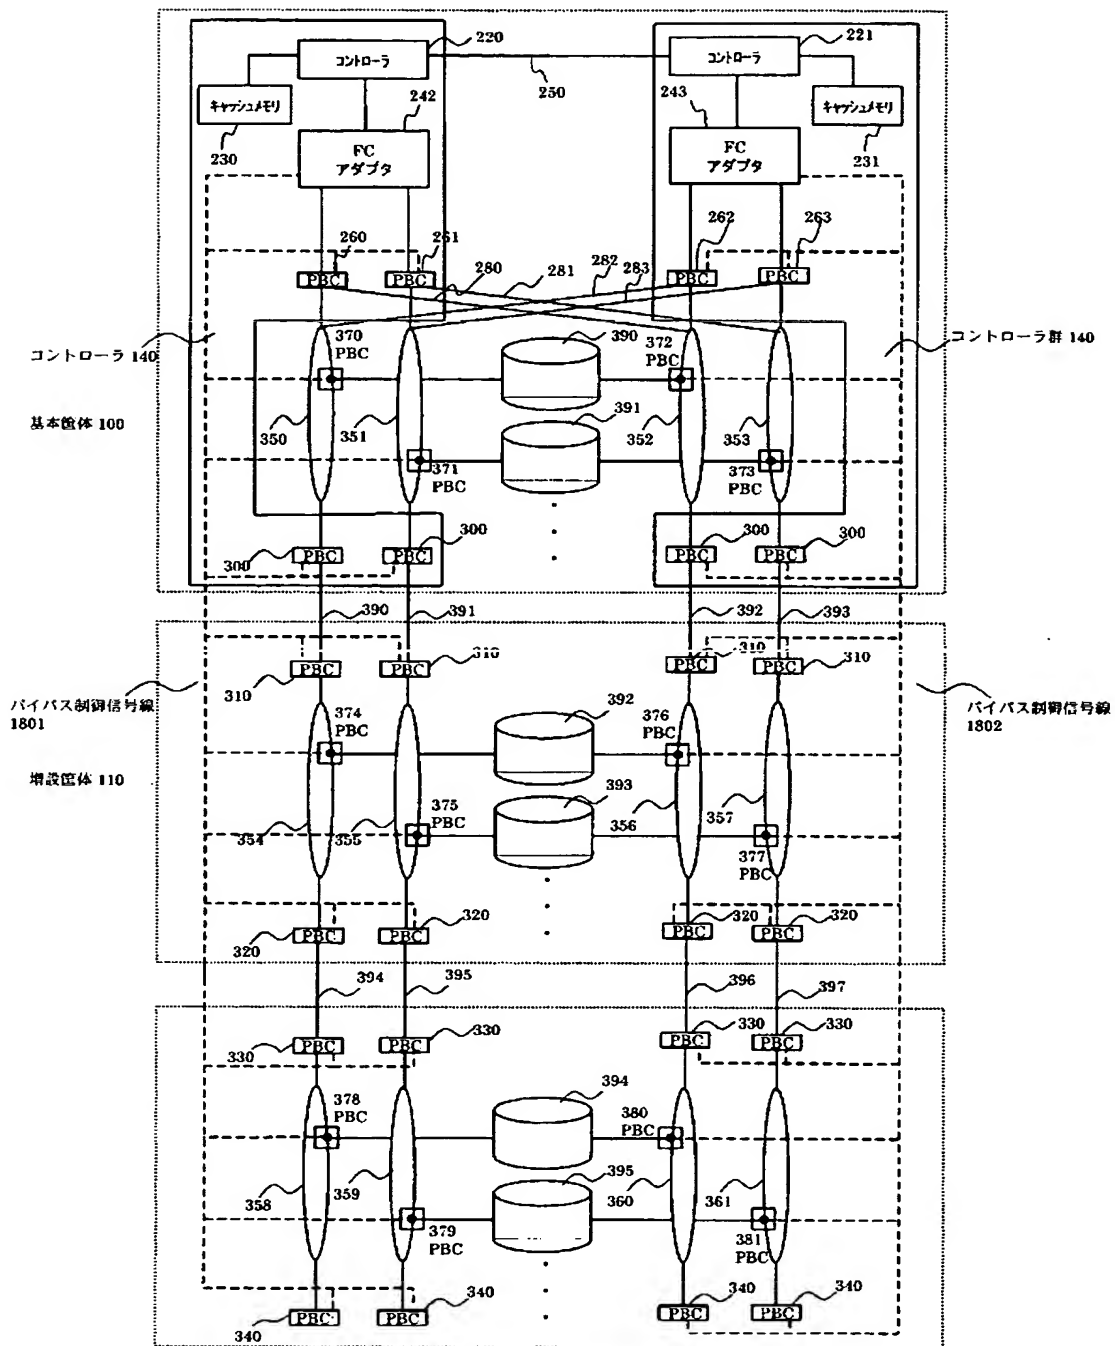 220
コントローラ
221
コントローラ
250
キャッシュメモリ
230
242
FC
アダプタ
243
FC
アダプタ
キャッシュメモリ
231
260
PBC
261
PBC
280
281
282
283
262
PBC
263
PBC
コントローラ 140
コントローラ群 140
基本筐体 100
370
PBC
390
372
PBC
350
351
391
352
353
371
PBC
373
PBC
300
PBC
PBC
300
PBC
300
PBC
300
390
391
392
393
310
PBC
PBC
310
PBC
310
PBC
310
バイパス制御信号線
1801
バイパス制御信号線
1802
増設筐体 110
374
PBC
392
376
PBC
354
355
375
PBC
393
356
357
377
PBC
320
PBC
PBC
320
PBC
320
PBC
320
394
395
396
397
330
PBC
PBC
330
PBC
330
PBC
330
378
PBC
394
380
PBC
358
359
395
360
361
379
PBC
381
PBC
340
PBC
PBC
340
PBC
340
PBC
340